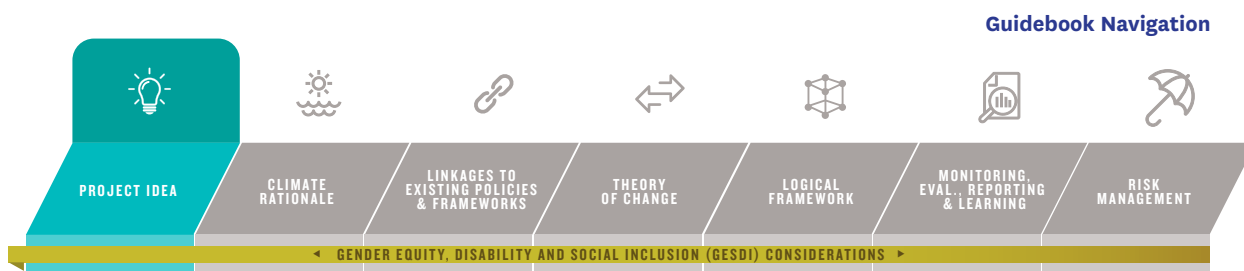 Guidebook Navigation
PROJECT IDEA
CLIMATE
RATIONALE
LINKAGES TO
EXISTING POLICIES
& FRAMEWORKS
THEORY
OF CHANGE
LOGICAL
FRAMEWORK
MONITORING,
EVAL., REPORTING
& LEARNING
RISK
MANAGEMENT
GENDER EQUITY, DISABILITY AND SOCIAL INCLUSION (GESDI) CONSIDERATIONS